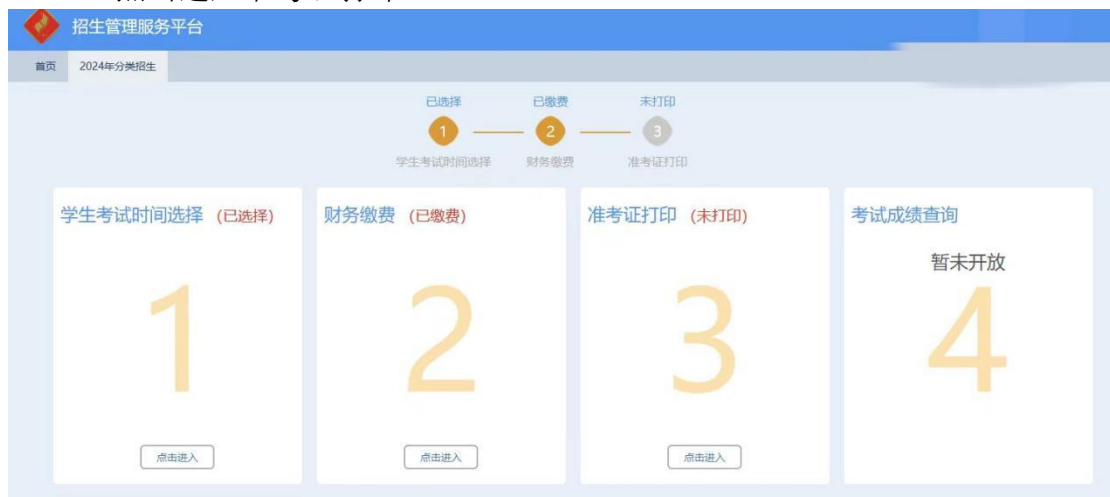 招生管理服务平台
首页 2024年分类招生
已选择 已缴费 未打印
1 2 3
学生考试时间选择 财务缴费 准考证打印
学生考试时间选择 (已选择) 财务缴费 (已缴费) 准考证打印 (未打印) 考试成绩查询
暂未开放
1 2 3 4
点击进入 点击进入 点击进入